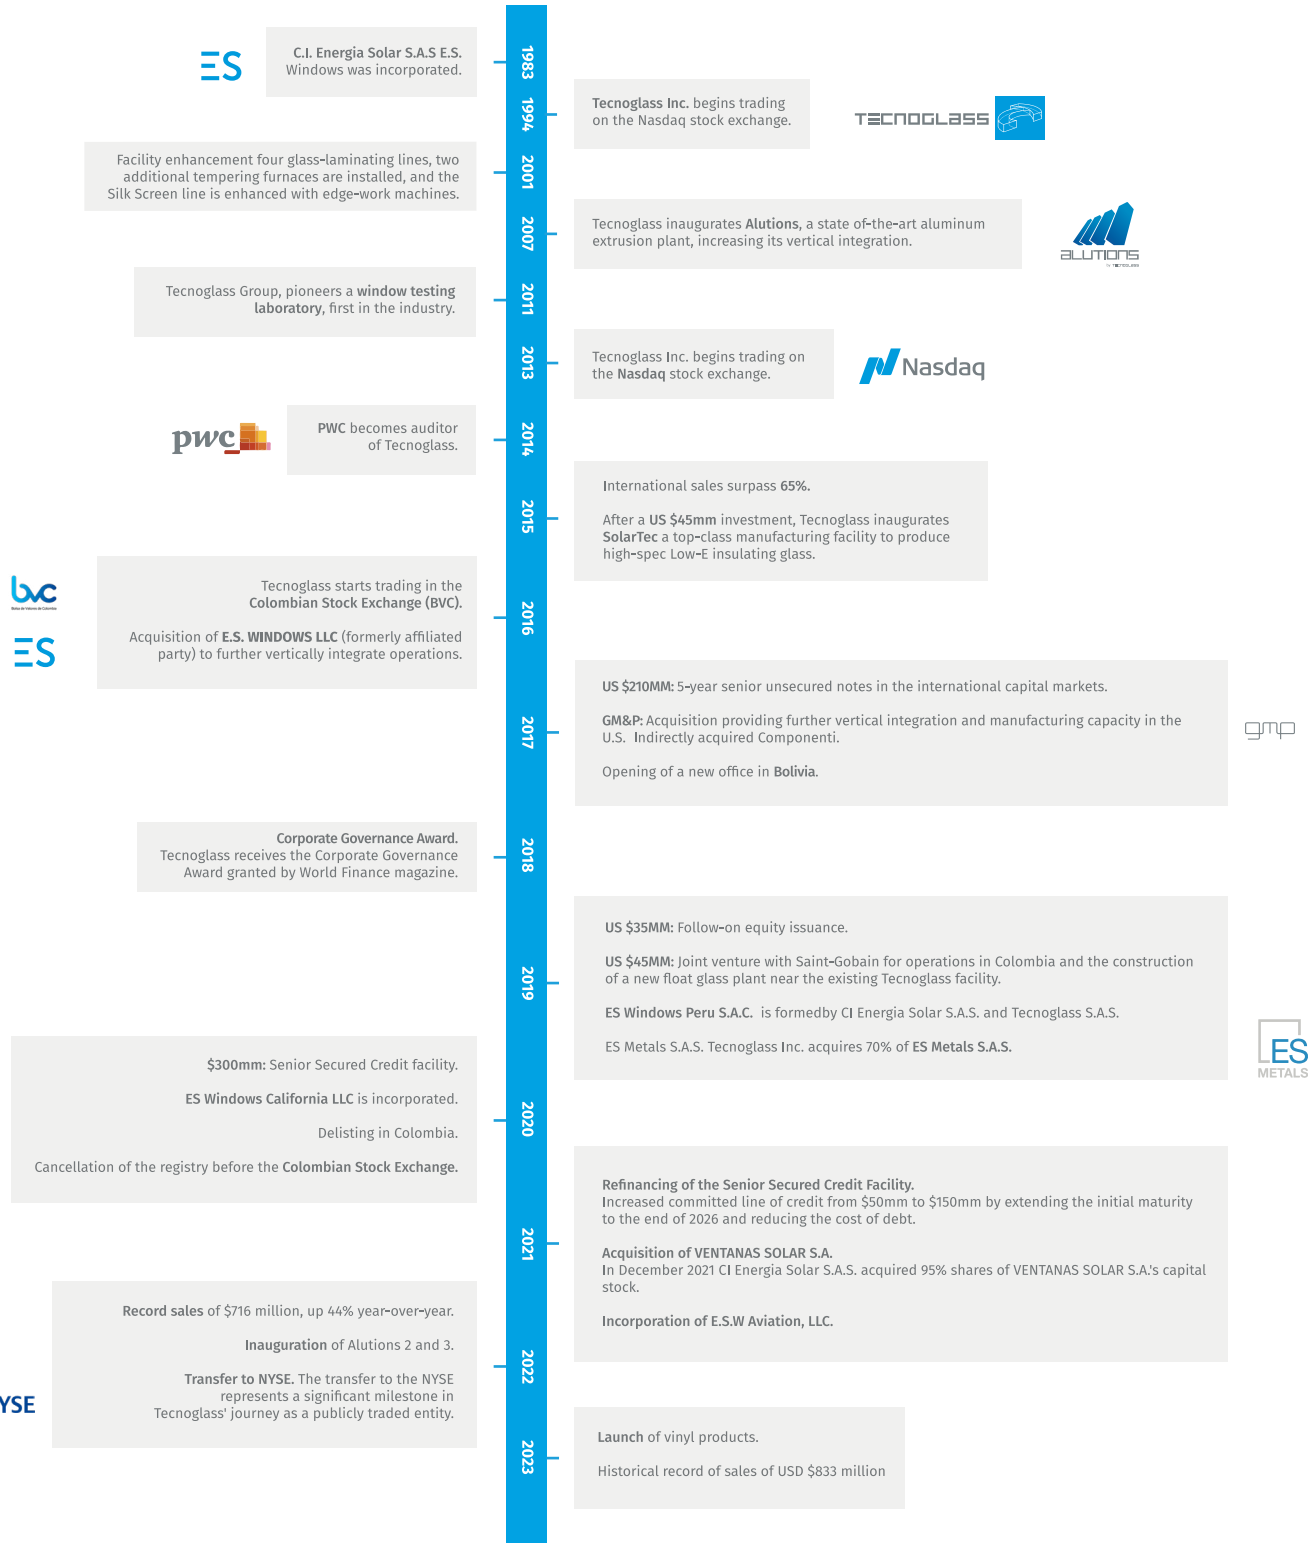 ES
C.I. Energia Solar S.A.S E.S.
Windows was incorporated.
1983
1994
Tecnoglass Inc. begins trading
on the Nasdaq stock exchange.
TECNOGLASS
Facility enhancement four glass-laminating lines, two
additional tempering furnaces are installed, and the
Silk Screen line is enhanced with edge-work machines.
2001
2007
Tecnoglass inaugurates Alutions, a state of-the-art aluminum
extrusion plant, increasing its vertical integration.
ALUTIONS
by TECNOGLASS
Tecnoglass Group, pioneers a window testing
laboratory, first in the industry.
2011
2013
Tecnoglass Inc. begins trading on
the Nasdaq stock exchange.
Nasdaq
pwc
PWC becomes auditor
of Tecnoglass.
2014
2015
International sales surpass 65%.
After a US $45mm investment, Tecnoglass inaugurates
SolarTec a top-class manufacturing facility to produce
high-spec Low-E insulating glass.
bvc
Bolsa de Valores de Colombia
ES
Tecnoglass starts trading in the
Colombian Stock Exchange (BVC).
Acquisition of E.S. WINDOWS LLC (formerly affiliated
party) to further vertically integrate operations.
2016
2017
US $210MM: 5-year senior unsecured notes in the international capital markets.
GM&P: Acquisition providing further vertical integration and manufacturing capacity in the
U.S. Indirectly acquired Componenti.
Opening of a new office in Bolivia.
gmp
Corporate Governance Award.
Tecnoglass receives the Corporate Governance
Award granted by World Finance magazine.
2018
2019
US $35MM: Follow-on equity issuance.
US $45MM: Joint venture with Saint-Gobain for operations in Colombia and the construction
of a new float glass plant near the existing Tecnoglass facility.
ES Windows Peru S.A.C. is formedby CI Energia Solar S.A.S. and Tecnoglass S.A.S.
ES Metals S.A.S. Tecnoglass Inc. acquires 70% of ES Metals S.A.S.
ES
METALS
$300mm: Senior Secured Credit facility.
ES Windows California LLC is incorporated.
Delisting in Colombia.
Cancellation of the registry before the Colombian Stock Exchange.
2020
2021
Refinancing of the Senior Secured Credit Facility.
Increased committed line of credit from $50mm to $150mm by extending the initial maturity
to the end of 2026 and reducing the cost of debt.
Acquisition of VENTANAS SOLAR S.A.
In December 2021 CI Energia Solar S.A.S. acquired 95% shares of VENTANAS SOLAR S.A.'s capital
stock.
Incorporation of E.S.W Aviation, LLC.
Record sales of $716 million, up 44% year-over-year.
Inauguration of Alutions 2 and 3.
Transfer to NYSE. The transfer to the NYSE
represents a significant milestone in
Tecnoglass' journey as a publicly traded entity.
YSE
2022
2023
Launch of vinyl products.
Historical record of sales of USD $833 million